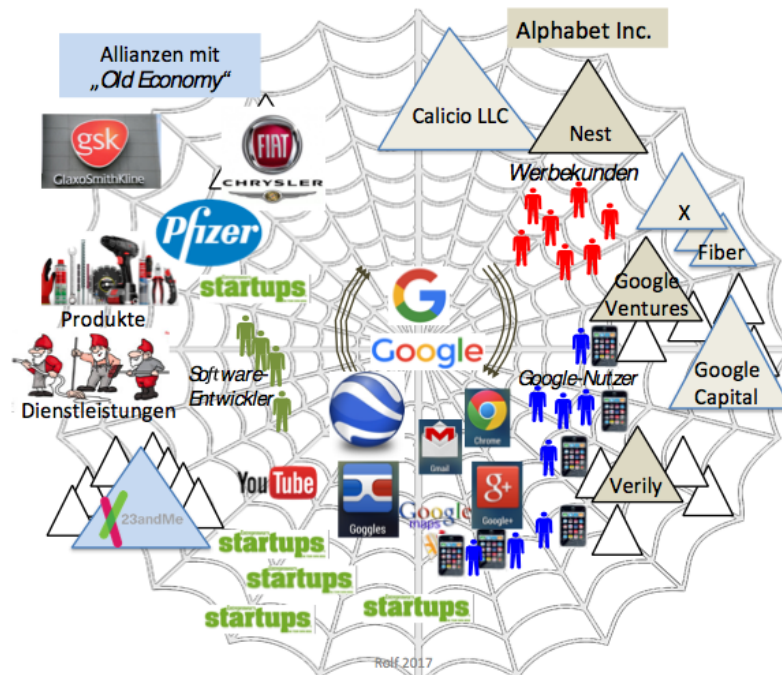 Allianzen mit
„Old Economy“
Alphabet Inc.
gsk
GlaxoSmithKline
FIAT
CHRYSLER
Calicio LLC
Nest
Werbekunden
X
Fiber
Pfizer
startups
Google
Google
Ventures
Produkte
Software-
Entwickler
Google-Nutzer
Google
Capital
Dienstleistungen
Chrome
Gmail
YouTube
Goggles
Google
maps
g+
Google+
Verily
23andMe
startups
startups
startups
startups
Rolf 2017